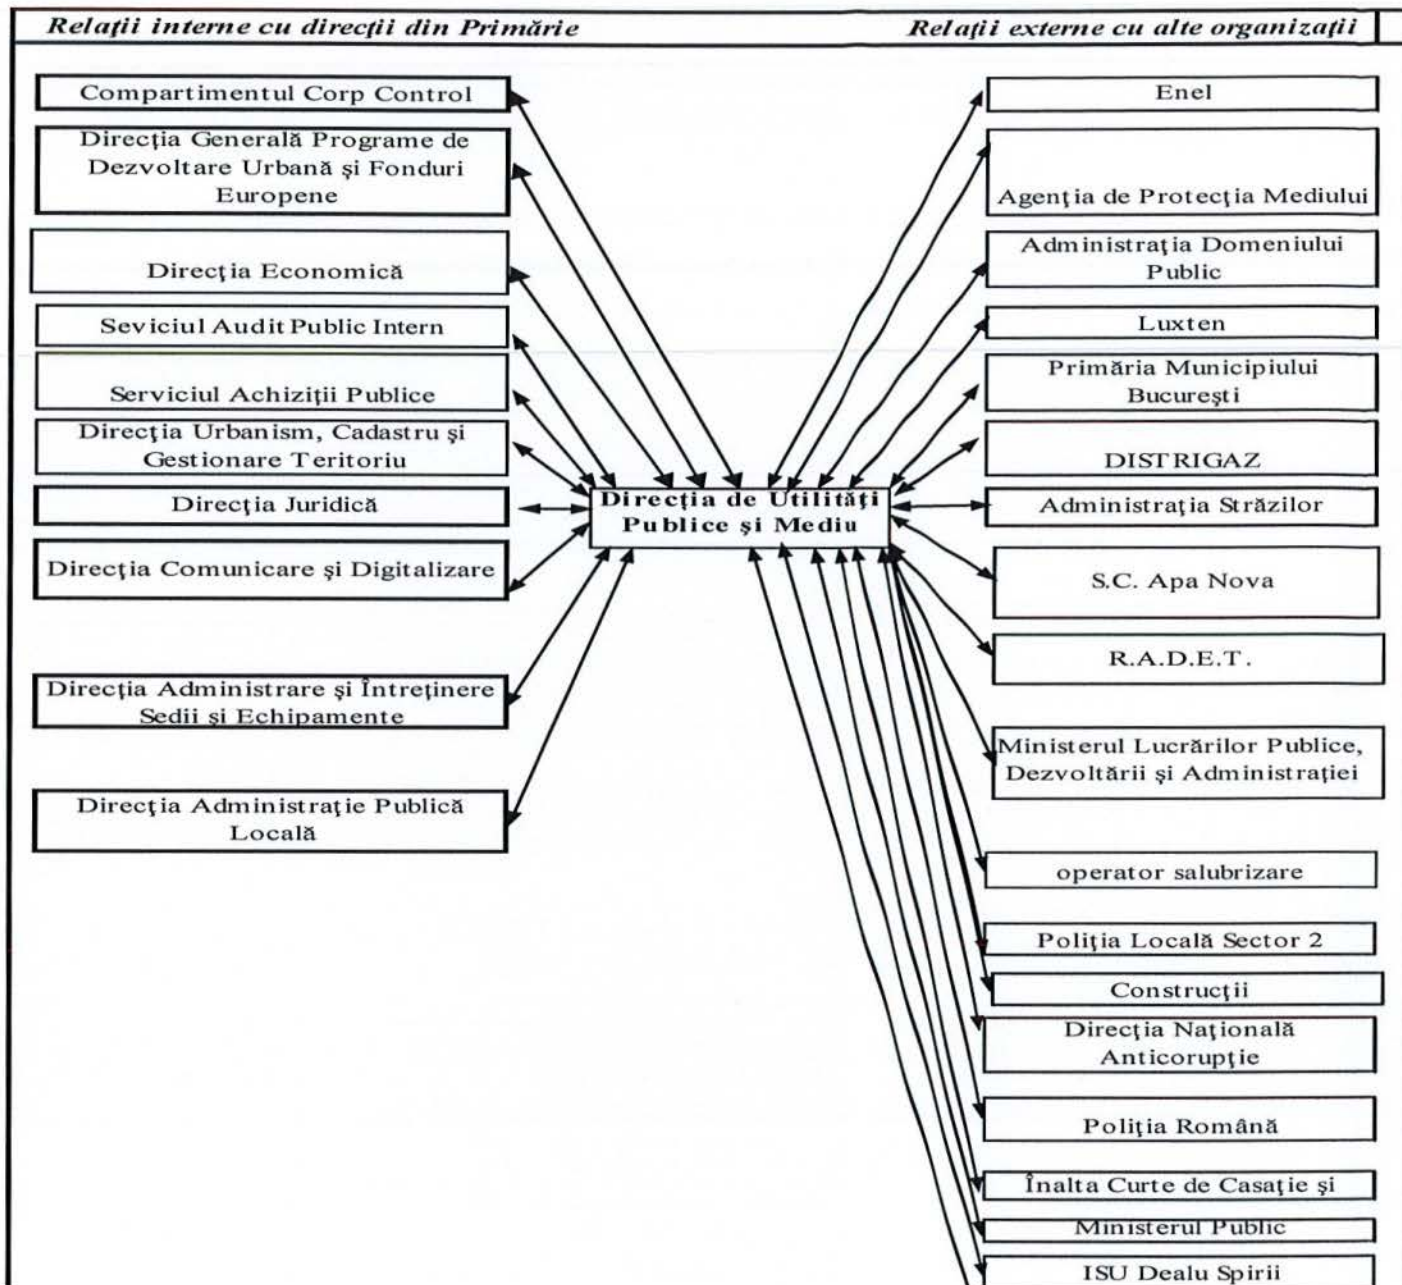 Relații interne cu direcții din Primărie
Relații externe cu alte organizații
Compartimentul Corp Control
Direcția Generală Programe de
Dezvoltare Urbană și Fonduri
Europene
Direcția Economică
Seviciul Audit Public Intern
Serviciul Achiziții Publice
Direcția Urbanism, Cadastru și
Gestionare Teritoriu
Direcția Juridică
Direcția Comunicare și Digitalizare
Direcția Administrare și Întreținere
Sedii și Echipamente
Direcția Administrație Publică
Locală
Direcția de Utilități
Publice și Mediu
Enel
Agenția de Protecția Mediului
Administrația Domeniului
Public
Luxten
Primăria Municipiului
București
DISTRIGAZ
Administrația Străzilor
S.C. Apa Nova
R.A.D.E.T.
Ministerul Lucrărilor Publice,
Dezvoltării și Administrației
operator salubrizare
Poliția Locală Sector 2
Construcții
Direcția Națională
Anticorupție
Poliția Română
Înalta Curte de Casație și
Ministerul Public
ISU Dealu Spirii